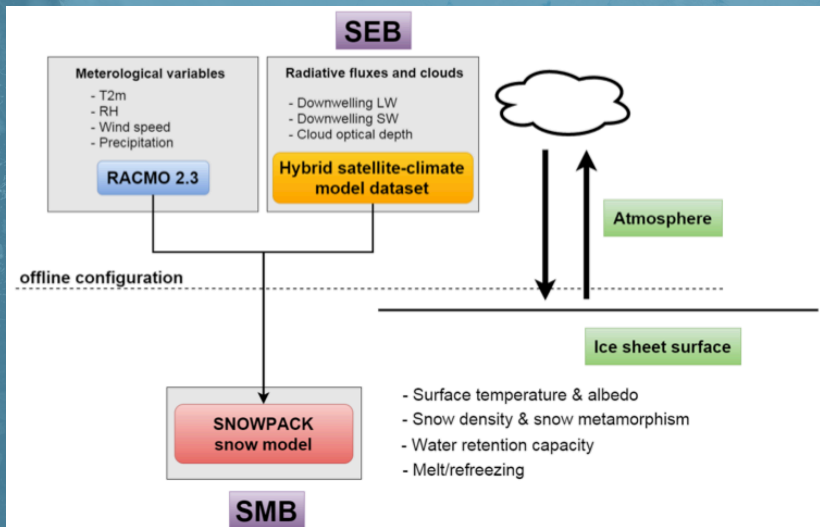 SEB
Meterological variables
- T2m
- RH
- Wind speed
- Precipitation
RACMO 2.3
Radiative fluxes and clouds
- Downwelling LW
- Downwelling SW
- Cloud optical depth
Hybrid satellite-climate
model dataset
Atmosphere
offline configuration
Ice sheet surface
SNOWPACK
snow model
- Surface temperature & albedo
- Snow density & snow metamorphism
- Water retention capacity
- Melt/refreezing
SMB